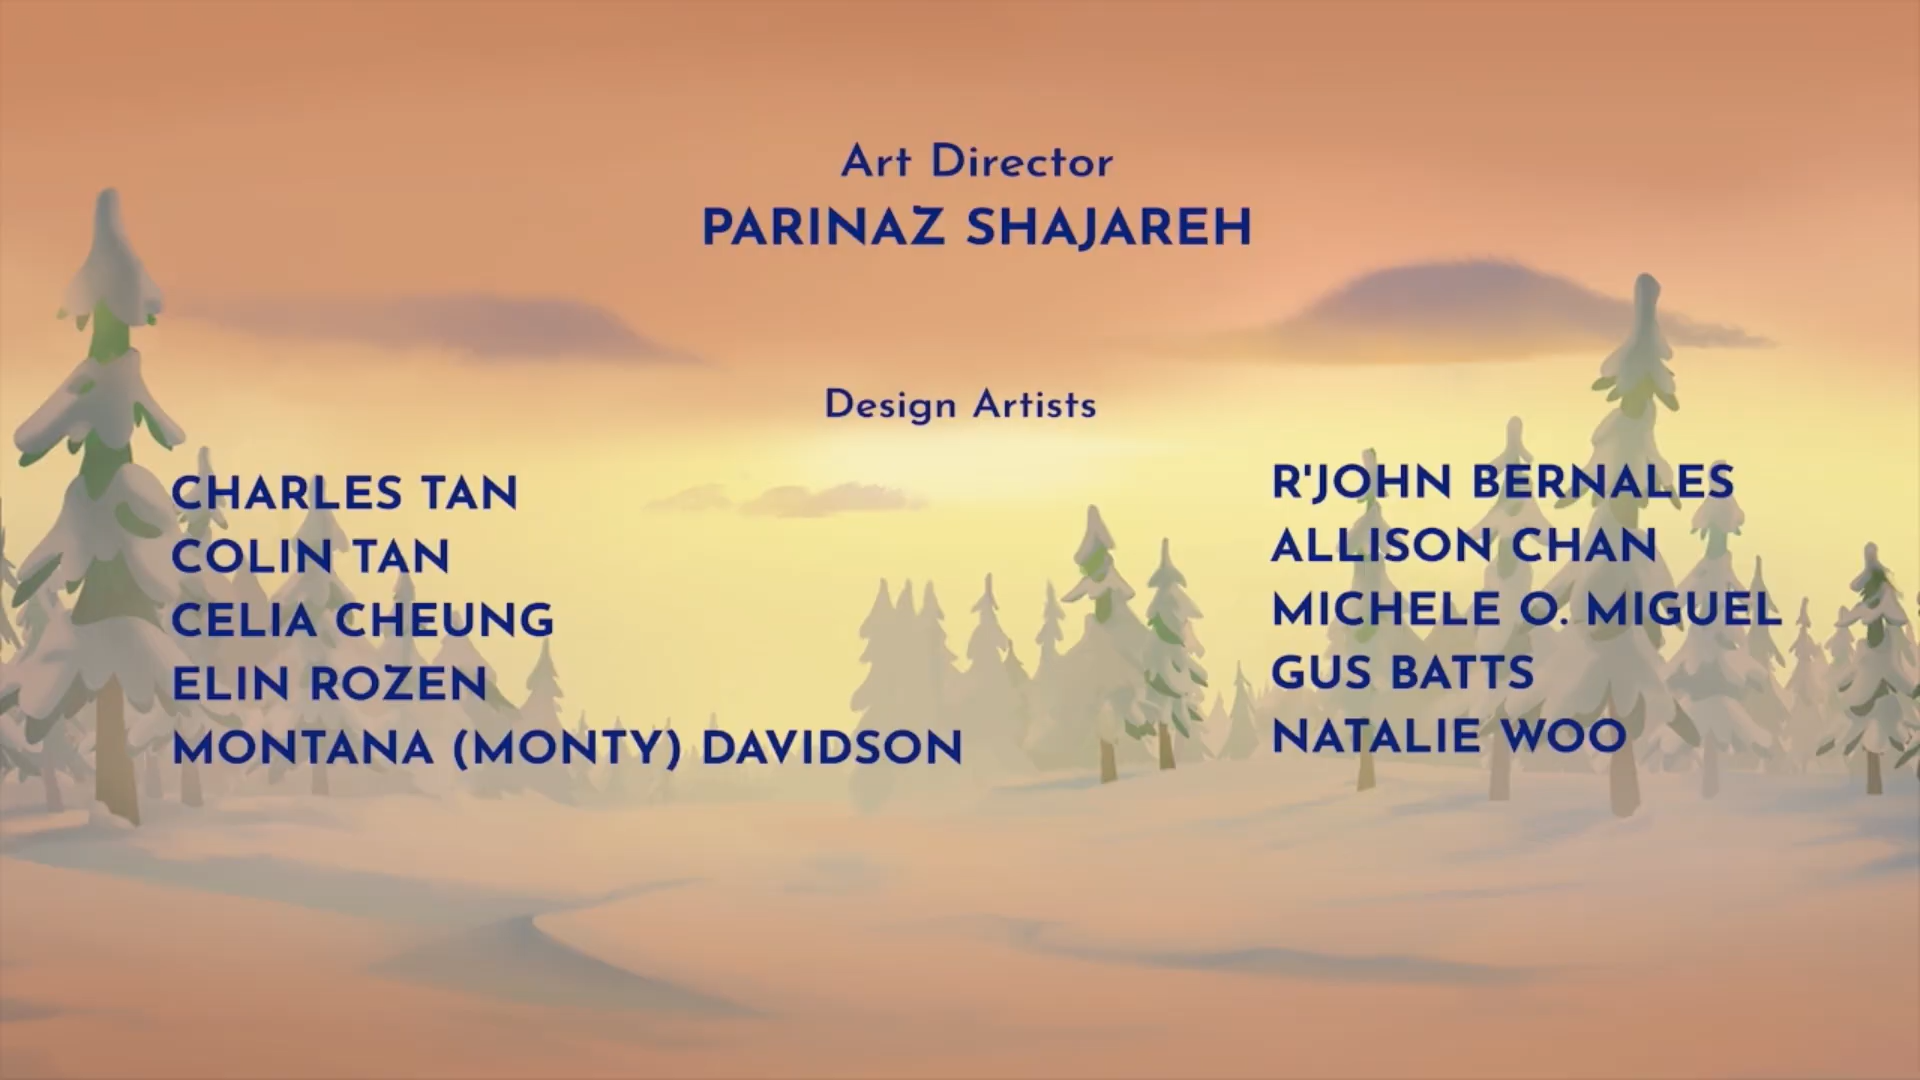 Art Director
PARINAZ SHAJAREH
Design Artists
CHARLES TAN
COLIN TAN
CELIA CHEUNG
ELIN ROZEN
MONTANA (MONTY) DAVIDSON
R'JOHN BERNALES
ALLISON CHAN
MICHELE O. MIGUEL
GUS BATTS
NATALIE WOO